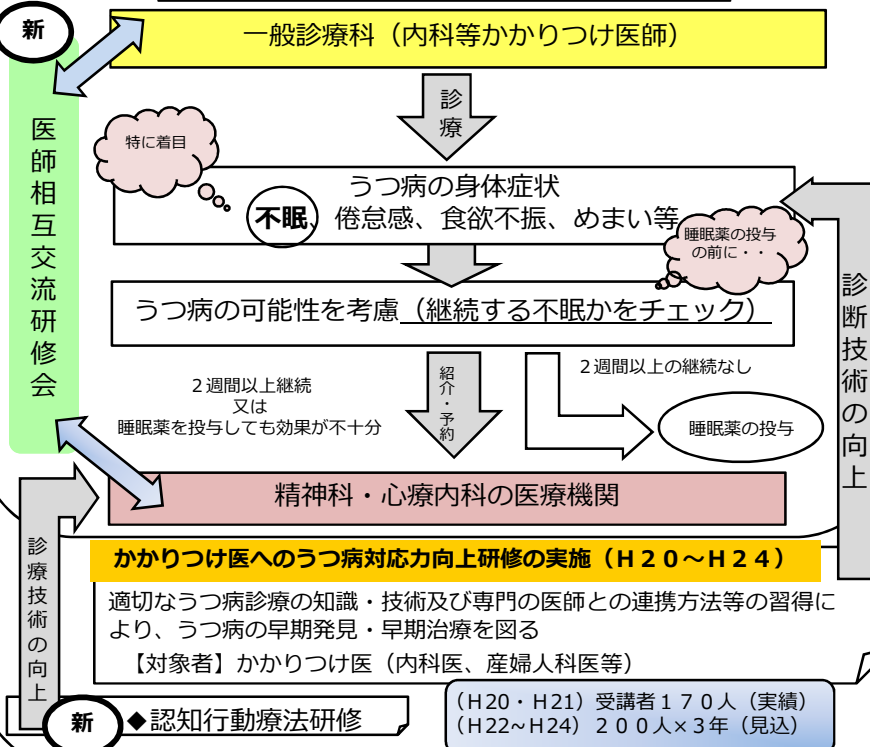 新
一般診療科（内科等かかりつけ医師）
医師相互交流研修会
診療
特に着目
うつ病の身体症状
不眠、倦怠感、食欲不振、めまい等
睡眠薬の投与
の前に・・
うつ病の可能性を考慮（継続する不眠かをチェック）
診断技術の向上
２週間以上継続
又は
睡眠薬を投与しても効果が不十分
紹介・予約
２週間以上の継続なし
睡眠薬の投与
精神科・心療内科の医療機関
診療技術の向上
かかりつけ医へのうつ病対応力向上研修の実施（Ｈ２０～Ｈ２４）
適切なうつ病診療の知識・技術及び専門の医師との連携方法等の習得に
より、うつ病の早期発見・早期治療を図る
【対象者】かかりつけ医（内科医、産婦人科医等）
新
◆認知行動療法研修
（H20・H21）受講者１７０人（実績）
（H22~H24）２００人×３年（見込）